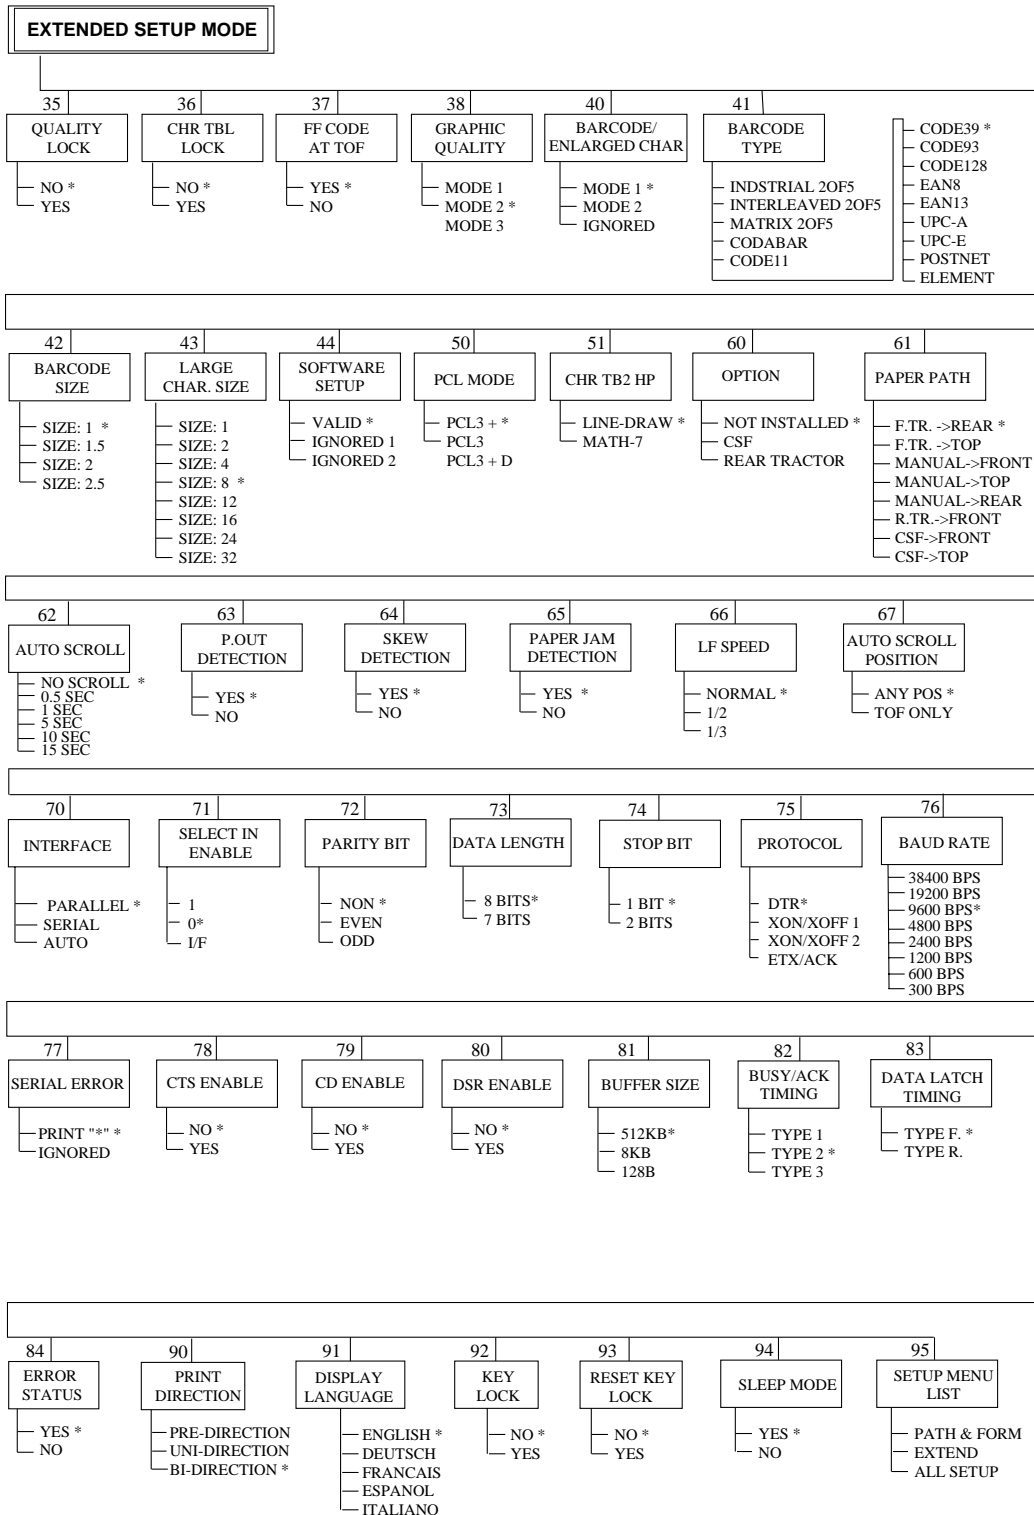 EXTENDED SETUP MODE
35
QUALITY
LOCK
NO *
YES
36
CHR TBL
LOCK
NO *
YES
37
FF CODE
AT TOF
YES *
NO
38
GRAPHIC
QUALITY
MODE 1
MODE 2 *
MODE 3
40
BARCODE/
ENLARGED CHAR
MODE 1 *
MODE 2
IGNORED
41
BARCODE
TYPE
INDSTRIAL 2OF5
INTERLEAVED 2OF5
MATRIX 2OF5
CODABAR
CODE11
CODE39 *
CODE93
CODE128
EAN8
EAN13
UPC-A
UPC-E
POSTNET
ELEMENT
42
BARCODE
SIZE
SIZE: 1 *
SIZE: 1.5
SIZE: 2
SIZE: 2.5
43
LARGE
CHAR. SIZE
SIZE: 1
SIZE: 2
SIZE: 4
SIZE: 8 *
SIZE: 12
SIZE: 16
SIZE: 24
SIZE: 32
44
SOFTWARE
SETUP
VALID *
IGNORED 1
IGNORED 2
50
PCL MODE
PCL3 + *
PCL3
PCL3 + D
51
CHR TB2 HP
LINE-DRAW *
MATH-7
60
OPTION
NOT INSTALLED *
CSF
REAR TRACTOR
61
PAPER PATH
F.TR. ->REAR *
F.TR. ->TOP
MANUAL->FRONT
MANUAL->TOP
MANUAL->REAR
R.TR.->FRONT
CSF->FRONT
CSF->TOP
62
AUTO SCROLL
NO SCROLL *
0.5 SEC
1 SEC
5 SEC
10 SEC
15 SEC
63
P.OUT
DETECTION
YES *
NO
64
SKEW
DETECTION
YES *
NO
65
PAPER JAM
DETECTION
YES *
NO
66
LF SPEED
NORMAL *
1/2
1/3
67
AUTO SCROLL
POSITION
ANY POS *
TOF ONLY
70
INTERFACE
PARALLEL *
SERIAL
AUTO
71
SELECT IN
ENABLE
1
0*
I/F
72
PARITY BIT
NON *
EVEN
ODD
73
DATA LENGTH
8 BITS*
7 BITS
74
STOP BIT
1 BIT *
2 BITS
75
PROTOCOL
DTR*
XON/XOFF 1
XON/XOFF 2
ETX/ACK
76
BAUD RATE
38400 BPS
19200 BPS
9600 BPS*
4800 BPS
2400 BPS
1200 BPS
600 BPS
300 BPS
77
SERIAL ERROR
PRINT "*" *
IGNORED
78
CTS ENABLE
NO *
YES
79
CD ENABLE
NO *
YES
80
DSR ENABLE
NO *
YES
81
BUFFER SIZE
512KB*
8KB
128B
82
BUSY/ACK
TIMING
TYPE 1
TYPE 2 *
TYPE 3
83
DATA LATCH
TIMING
TYPE F. *
TYPE R.
84
ERROR
STATUS
YES *
NO
90
PRINT
DIRECTION
PRE-DIRECTION
UNI-DIRECTION
BI-DIRECTION *
91
DISPLAY
LANGUAGE
ENGLISH *
DEUTSCH
FRANCAIS
ESPANOL
ITALIANO
92
KEY
LOCK
NO *
YES
93
RESET KEY
LOCK
NO *
YES
94
SLEEP MODE
YES *
NO
95
SETUP MENU
LIST
PATH & FORM
EXTEND
ALL SETUP